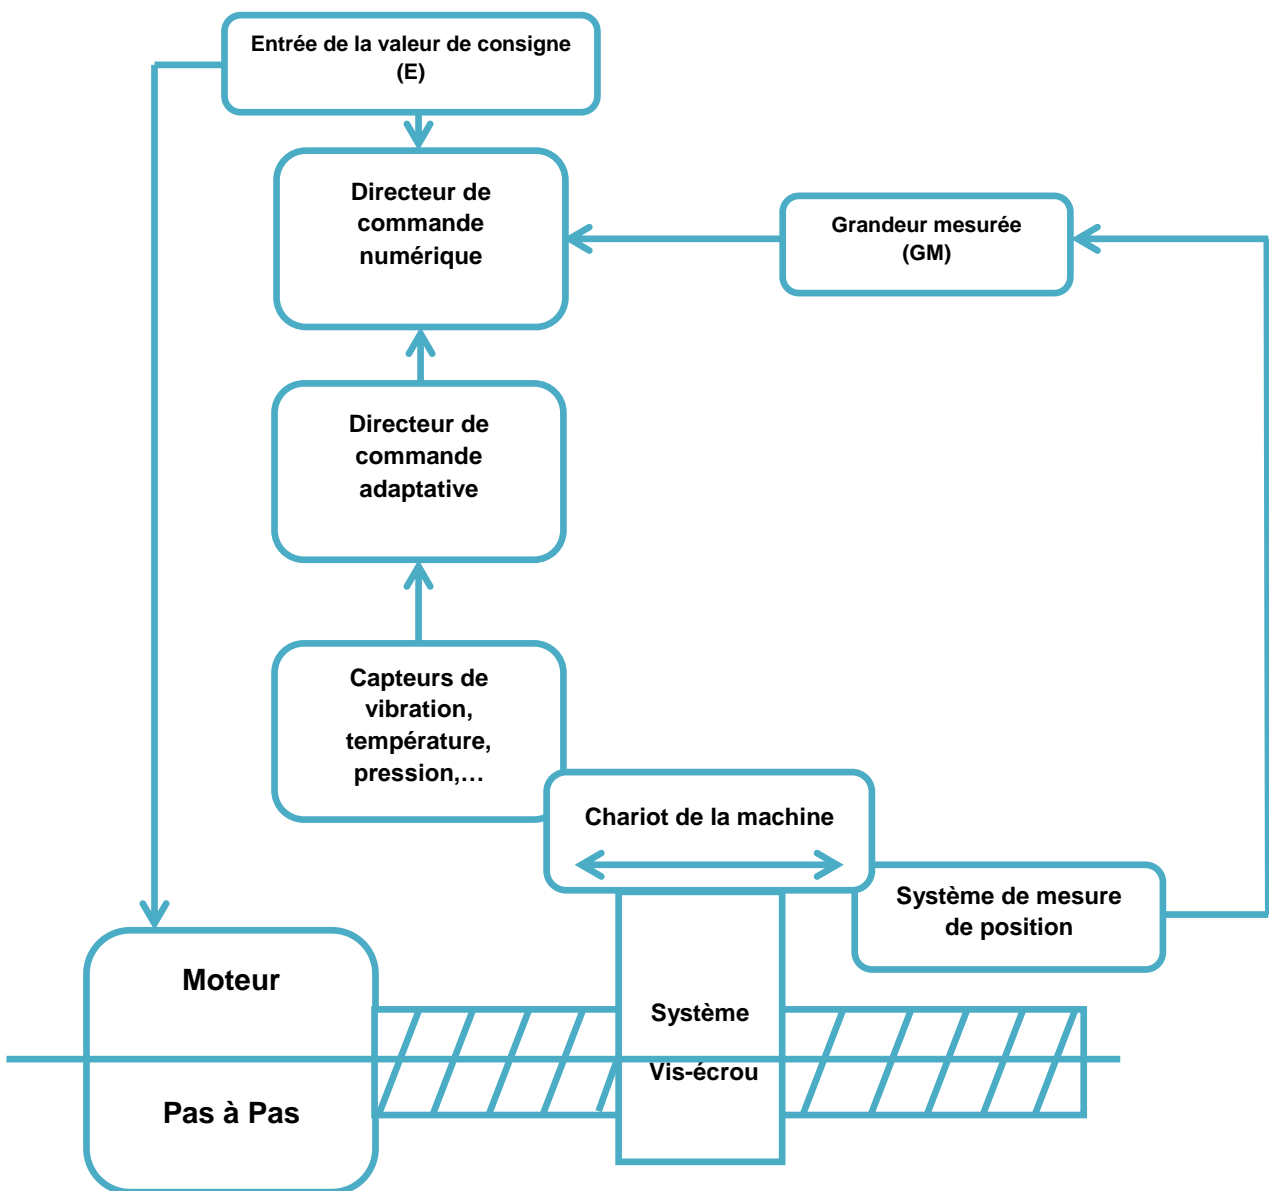 Entrée de la valeur de consigne
(E)
Directeur de
commande
numérique
Grandeur mesurée
(GM)
Directeur de
commande
adaptative
Capteurs de
vibration,
température,
pression,…
Chariot de la machine
Système de mesure
de position
Moteur
Pas à Pas
Système
Vis-écrou